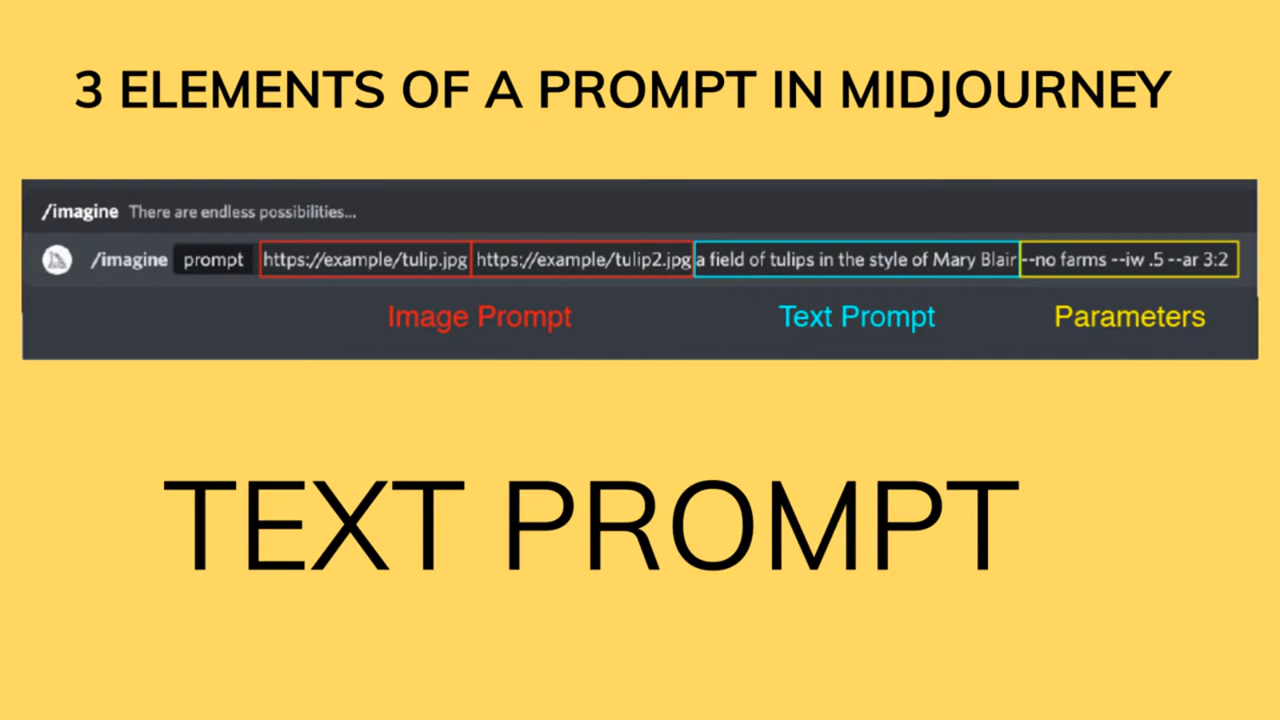 3 ELEMENTS OF A PROMPT IN MIDJOURNEY
/imagine There are endless possibilities...
/imagine prompt https://example/tulip.jpg https://example/tulip2.jpg a field of tulips in the style of Mary Blair --no farms --iw .5 --ar 3:2
Image Prompt Text Prompt Parameters
TEXT PROMPT